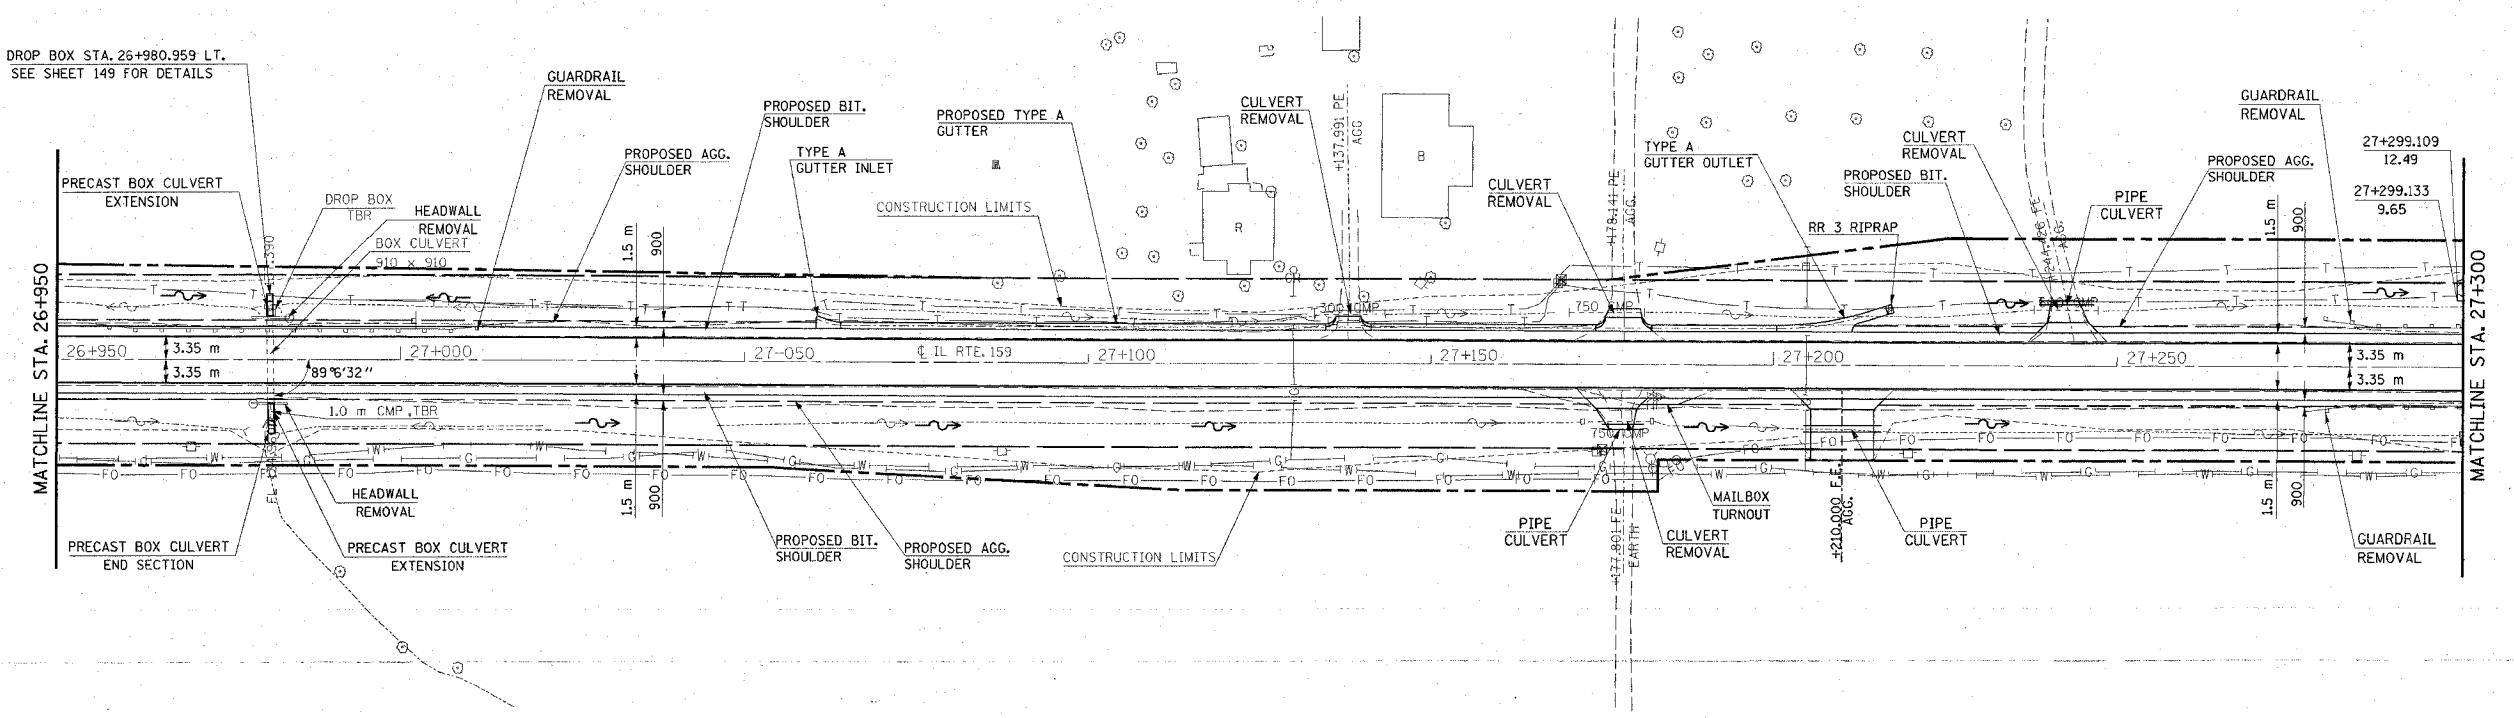 DROP BOX STA. 26+980.959 LT.
SEE SHEET 149 FOR DETAILS
GUARDRAIL
REMOVAL
PROPOSED BIT.
SHOULDER
PROPOSED TYPE A
GUTTER
CULVERT
REMOVAL
+137.991 PE
AGG
B
R
GUARDRAIL
REMOVAL
27+299.109
12.49
27+299.133
9.65
PRECAST BOX CULVERT
EXTENSION
DROP BOX
TBR
HEADWALL
REMOVAL
BOX CULVERT
910 x 910
PROPOSED AGG.
SHOULDER
TYPE A
GUTTER INLET
CONSTRUCTION LIMITS
CULVERT
REMOVAL
+178.141 PE
AGG.
TYPE A
GUTTER OUTLET
RR 3 RIPRAP
PROPOSED BIT.
SHOULDER
CULVERT
REMOVAL
PIPE
CULVERT
PROPOSED AGG.
SHOULDER
1.5 m
900
1.5 m
900
750 CMP
MATCHLINE STA. 26+950
26+950
27+000
27-050
℄ IL RTE. 159
27+100
27+150
27+200
27+250
MATCHLINE STA. 27+300
3.35 m
3.35 m
89°6'32"
3.35 m
3.35 m
1.0 m CMP, TBR
HEADWALL
REMOVAL
PRECAST BOX CULVERT
END SECTION
PRECAST BOX CULVERT
EXTENSION
1.5 m
900
PROPOSED BIT.
SHOULDER
PROPOSED AGG.
SHOULDER
CONSTRUCTION LIMITS
PIPE
CULVERT
+177.801 FE
EARTH
CULVERT
REMOVAL
MAILBOX
TURNOUT
+210.000 F.E.
AGG.
PIPE
CULVERT
1.5 m
900
GUARDRAIL
REMOVAL